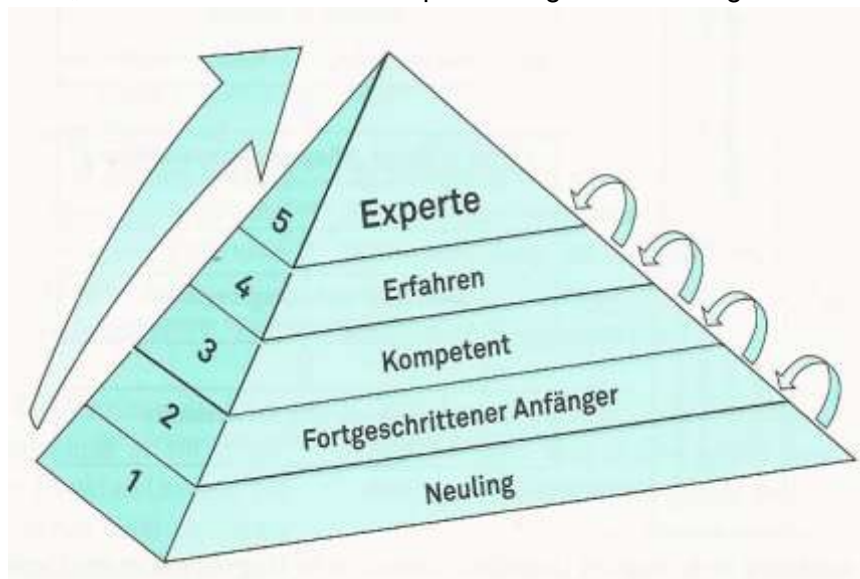 5
Experte
4
Erfahren
3
Kompetent
2
Fortgeschrittener Anfänger
1
Neuling